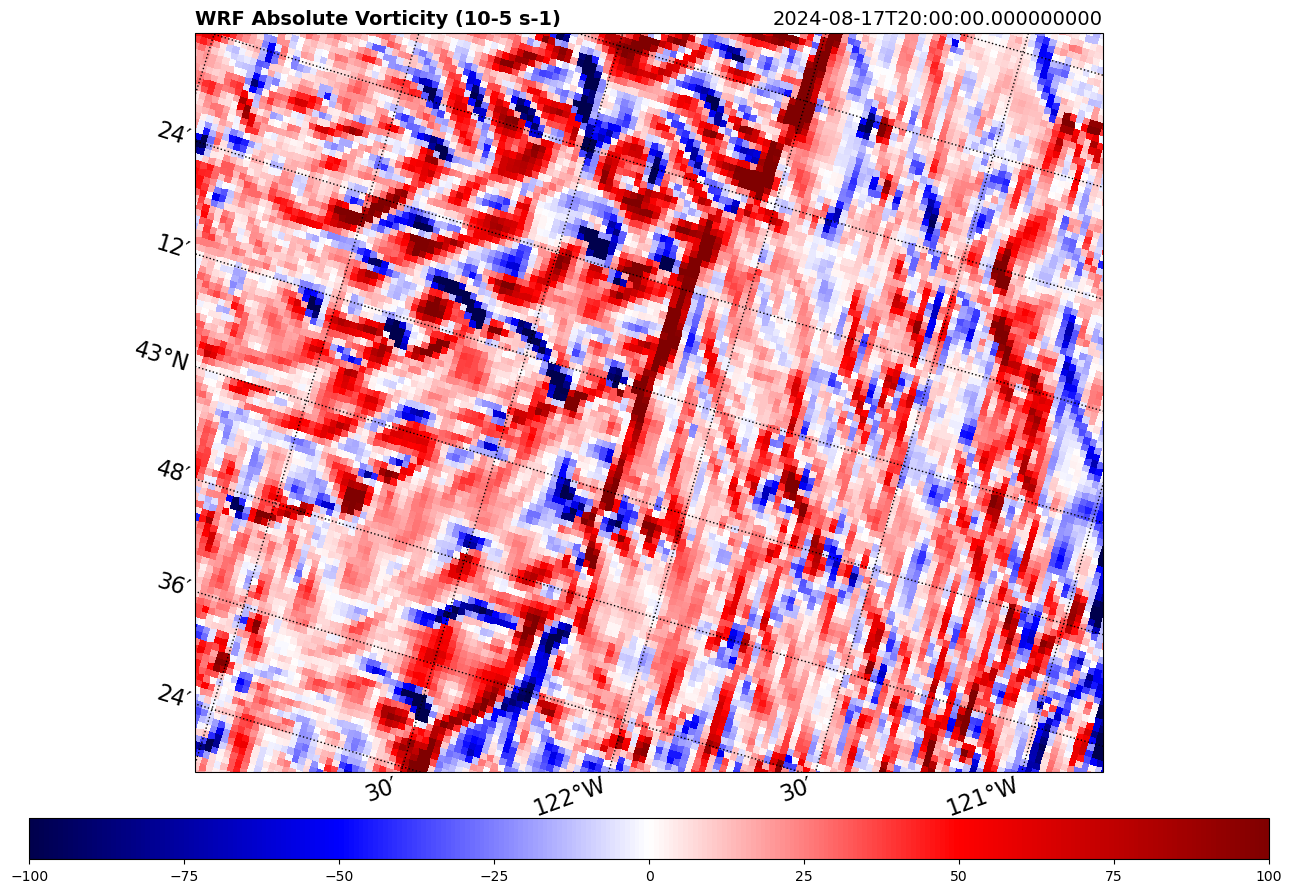 WRF Absolute Vorticity (10-5 s-1) 2024-08-17T20:00:00.000000000
24′
12′
43°N
48′
36′
24′
30′ 122°W 30′ 121°W
−100 −75 −50 −25 0 25 50 75 100